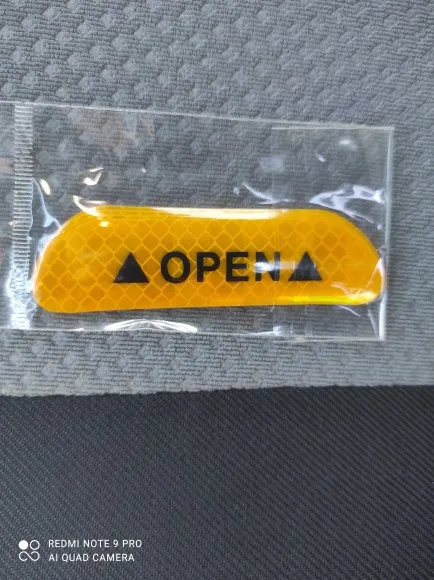 ▲OPEN▲
REDMI NOTE 9 PRO
AI QUAD CAMERA